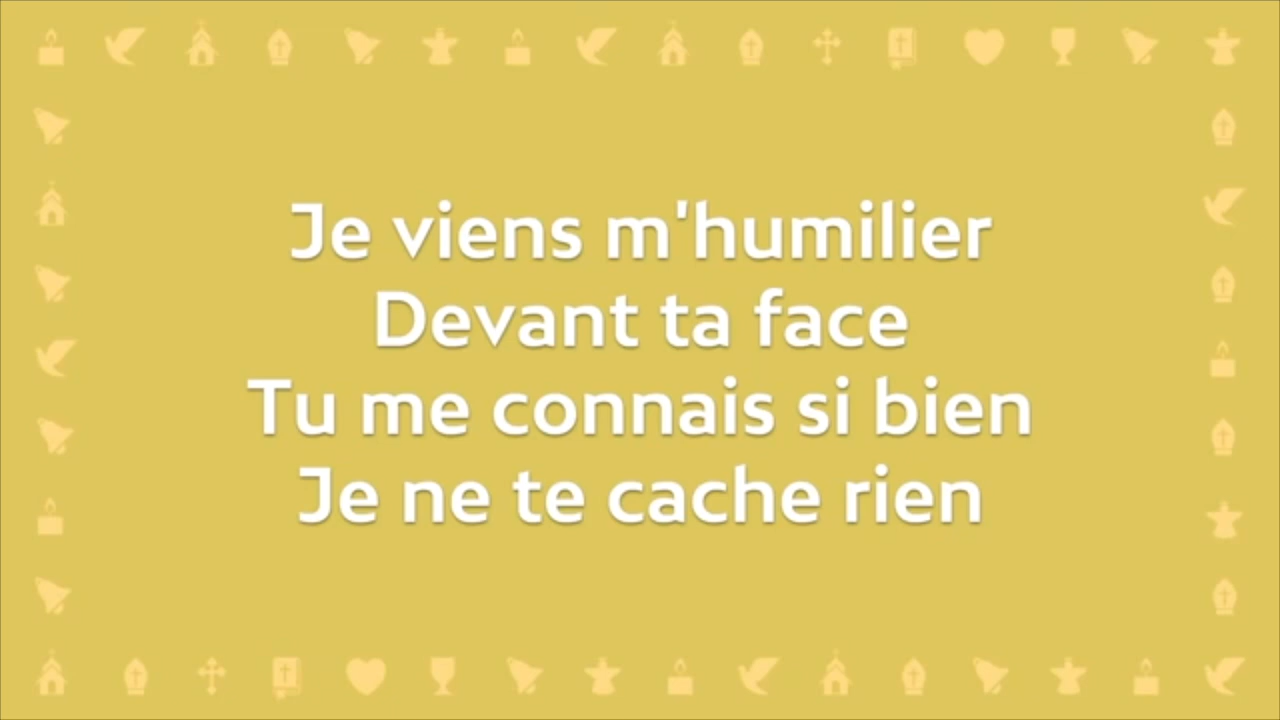 Je viens m'humilier
Devant ta face
Tu me connais si bien
Je ne te cache rien